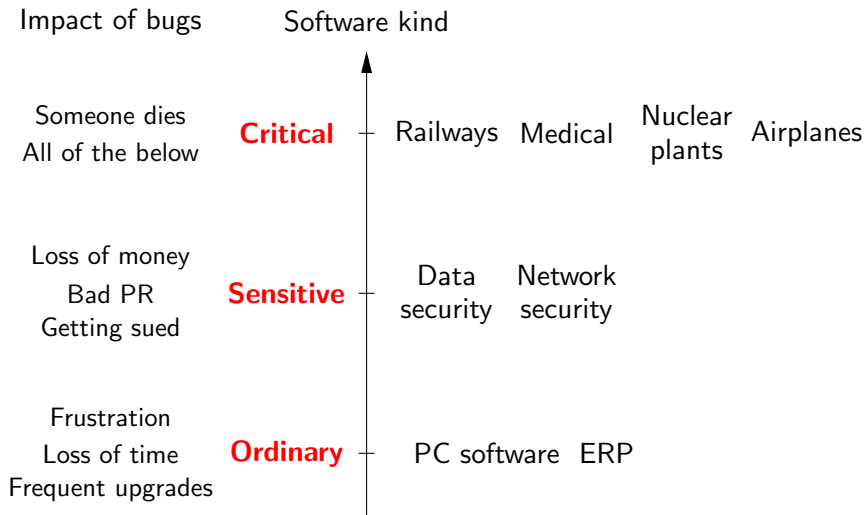 Impact of bugs
Software kind
Someone dies
All of the below
Critical
Railways
Medical
Nuclear
plants
Airplanes
Loss of money
Bad PR
Getting sued
Sensitive
Data
security
Network
security
Frustration
Loss of time
Frequent upgrades
Ordinary
PC software
ERP